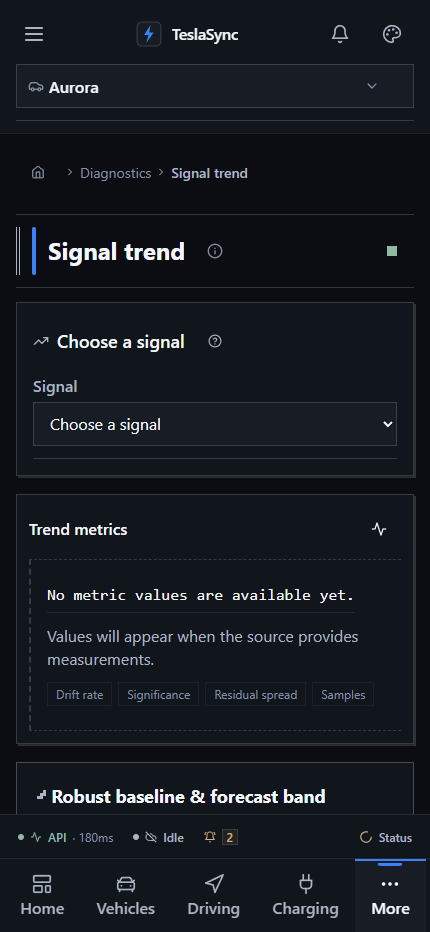 TeslaSync
Aurora
Diagnostics
Signal trend
Signal trend
Choose a signal
Signal
Choose a signal
Trend metrics
No metric values are available yet.
Values will appear when the source provides
measurements.
Drift rate Significance Residual spread Samples
Robust baseline & forecast band
API · 180ms Idle 2 Status
Home Vehicles Driving Charging More